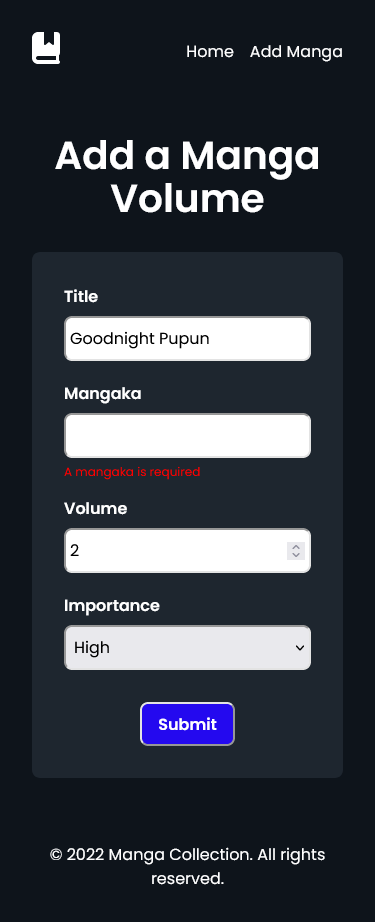 Home Add Manga
Add a Manga
Volume
Title
Goodnight Pupun
Mangaka
A mangaka is required
Volume
2
Importance
High
Submit
© 2022 Manga Collection. All rights
reserved.